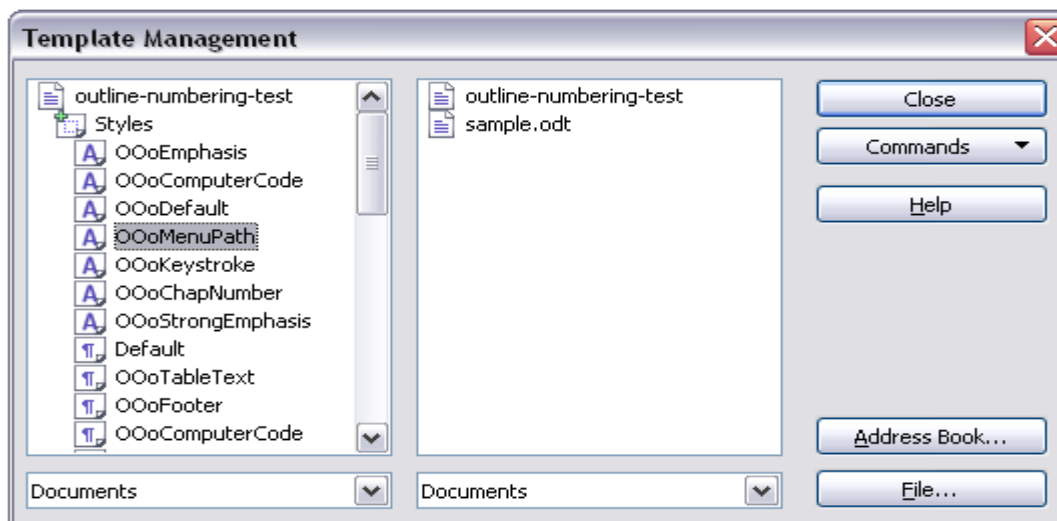 Template Management
outline-numbering-test
Styles
OOoEmphasis
OOoComputerCode
OOoDefault
OOoMenuPath
OOoKeystroke
OOoChapNumber
OOoStrongEmphasis
Default
OOoTableText
OOoFooter
OOoComputerCode
Documents
outline-numbering-test
sample.odt
Documents
Close
Commands
Help
Address Book...
File...